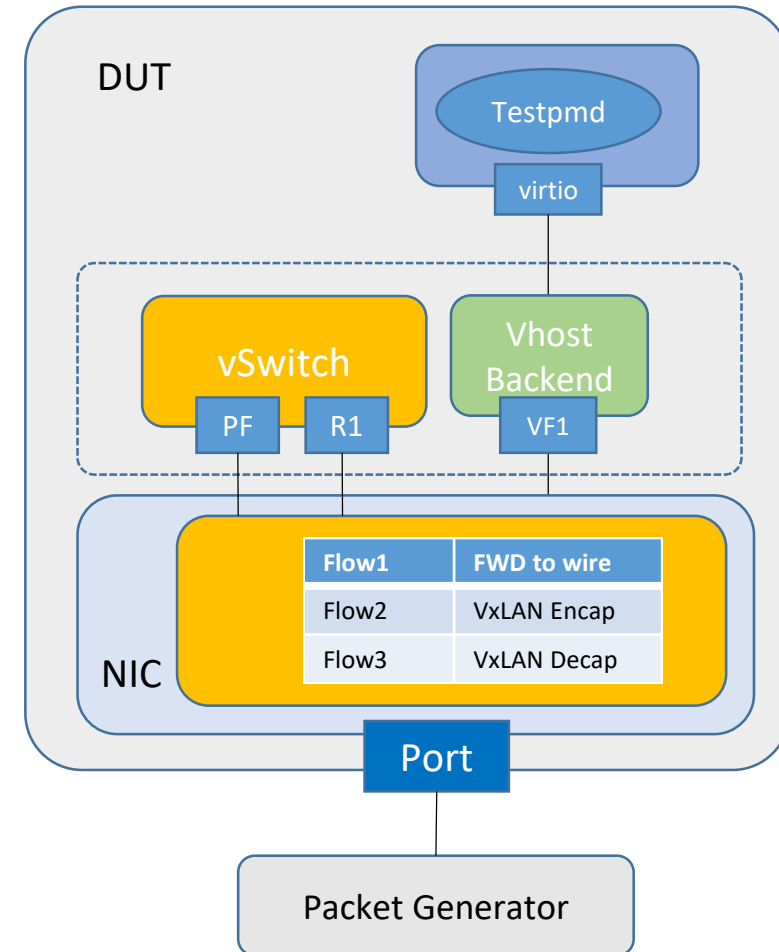 DUT
Testpmd
virtio
vSwitch
Vhost
Backend
PF
R1
VF1
Flow1 FWD to wire
Flow2 VxLAN Encap
Flow3 VxLAN Decap
NIC
Port
Packet Generator